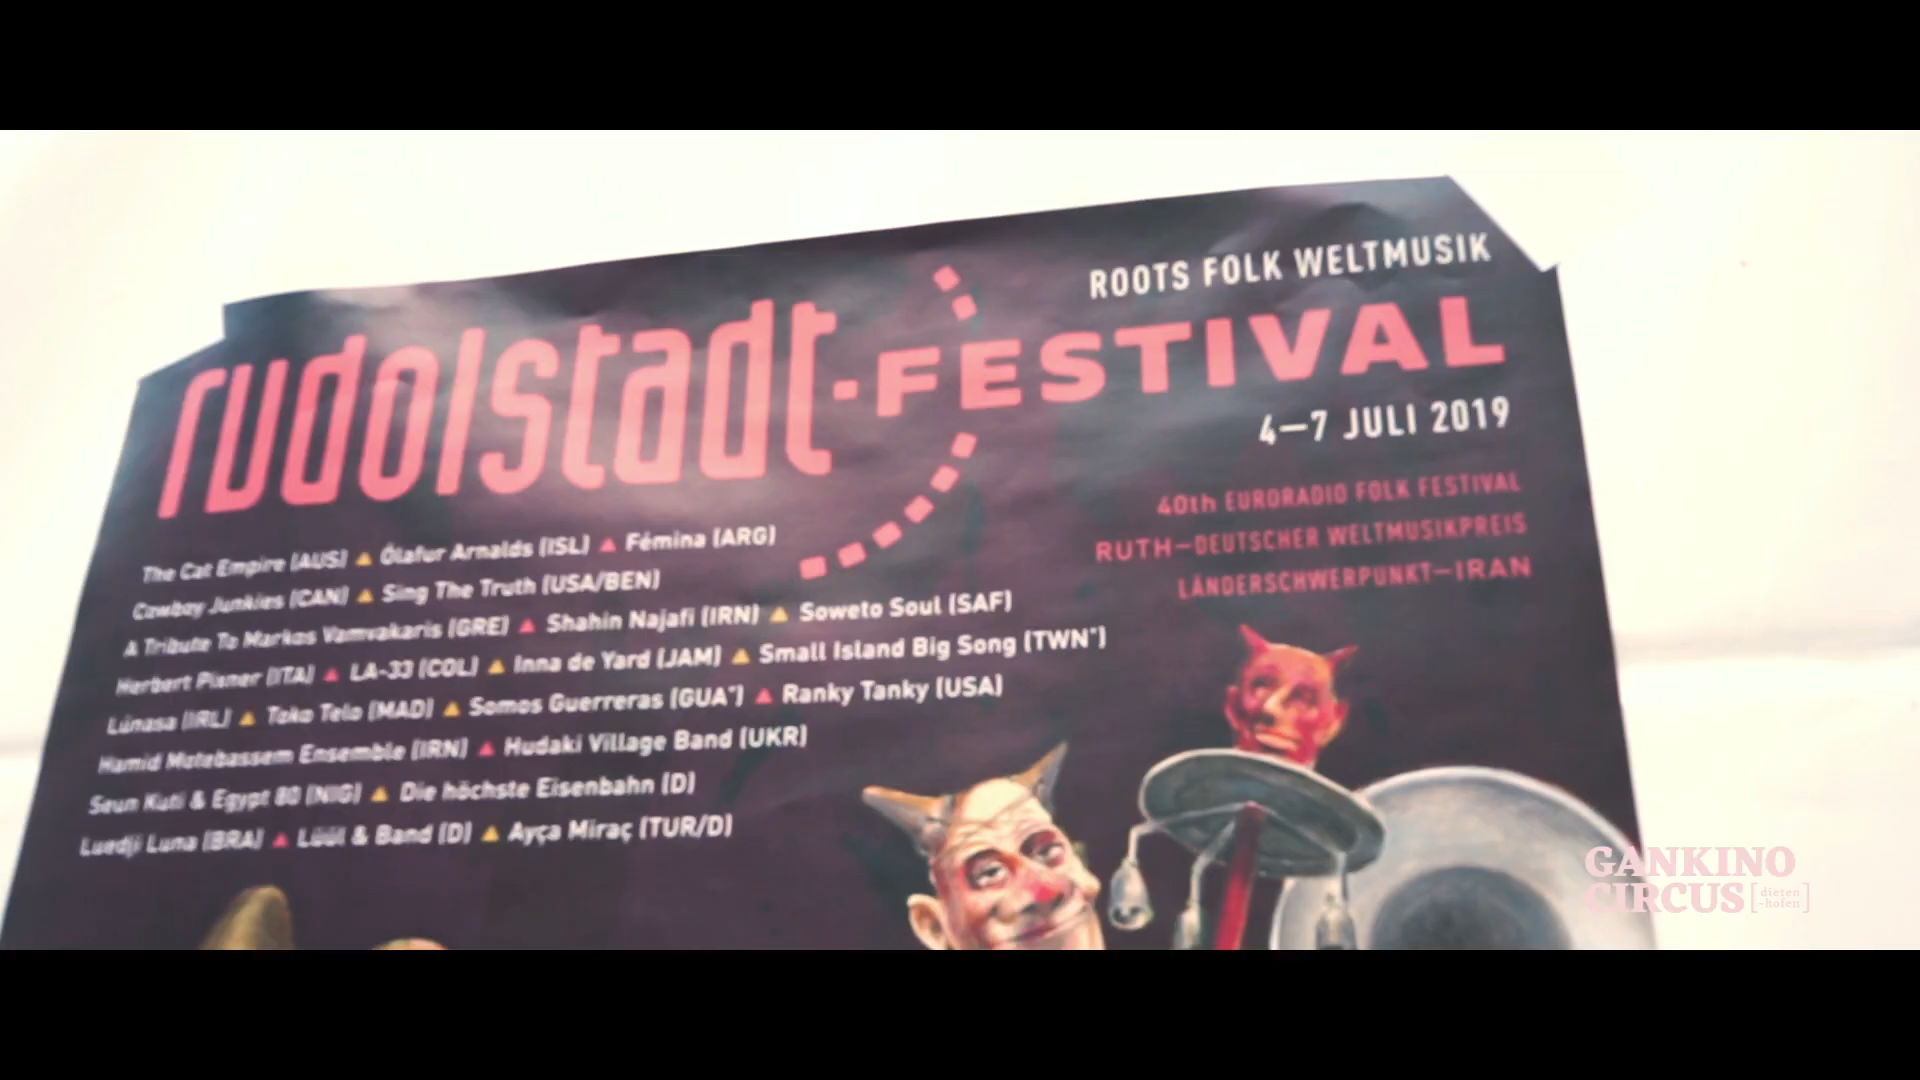 ROOTS FOLK WELTMUSIK
rudolstadt-FESTIVAL
4—7 JULI 2019
40th EURORADIO FOLK FESTIVAL
RUTH—DEUTSCHER WELTMUSIKPREIS
LÄNDERSCHWERPUNKT—IRAN
The Cat Empire (AUS) Ólafur Arnalds (ISL) Fémina (ARG)
Cowboy Junkies (CAN) Sing The Truth (USA/BEN)
A Tribute To Markos Vamvakaris (GRE) Shahin Najafi (IRN) Soweto Soul (SAF)
Herbert Pixner (ITA) LA-33 (COL) Inna de Yard (JAM) Small Island Big Song (TWN*)
Lúnasa (IRL) Toko Telo (MAD) Somos Guerreras (GUA*) Ranky Tanky (USA)
Hamid Motebassem Ensemble (IRN) Hudaki Village Band (UKR)
Seun Kuti & Egypt 80 (NIG) Die höchste Eisenbahn (D)
Luedji Luna (BRA) Lüül & Band (D) Ayça Miraç (TUR/D)
GANKINO
CIRCUS [dieten
-hofen]